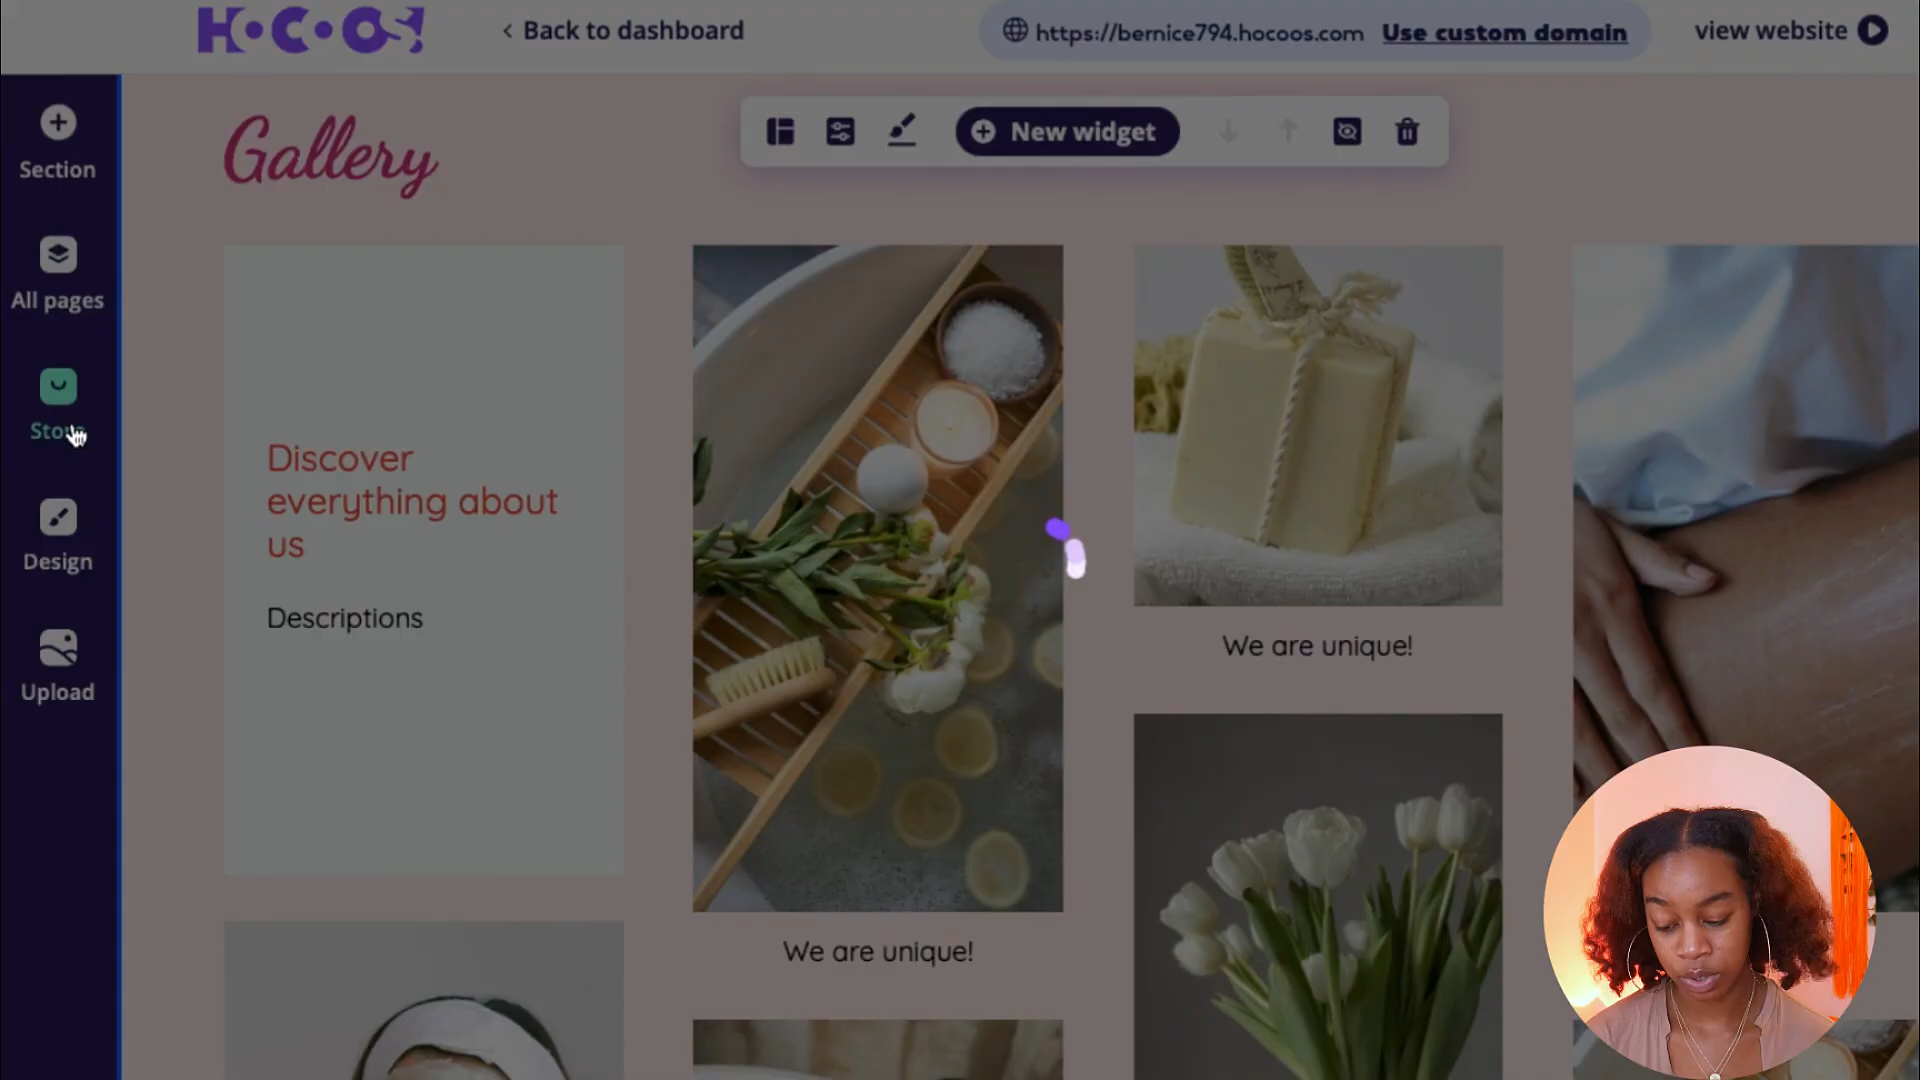 HOCOOS!
Back to dashboard
https://bernice794.hocoos.com Use custom domain
view website
Section
All pages
Design
Upload
Gallery
New widget
Discover
everything about
us
Descriptions
We are unique!
We are unique!